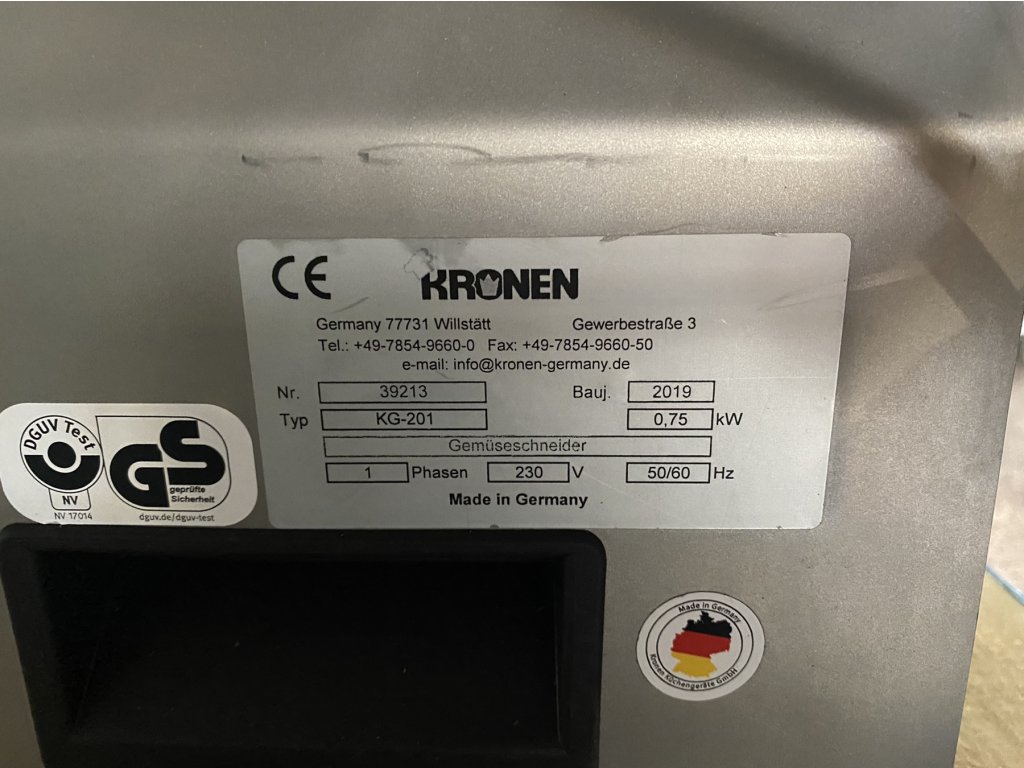 CE KRONEN
Germany 77731 Willstätt Gewerbestraße 3
Tel.: +49-7854-9660-0 Fax: +49-7854-9660-50
e-mail: info@kronen-germany.de
Nr. 39213 Bauj. 2019
Typ KG-201 0,75 kW
Gemüseschneider
1 Phasen 230 V 50/60 Hz
Made in Germany
DGUV Test
NV
NV 17014
GS
geprüfte
Sicherheit
dguv.de/dguv-test
Made in Germany
Kronen Küchengeräte GmbH